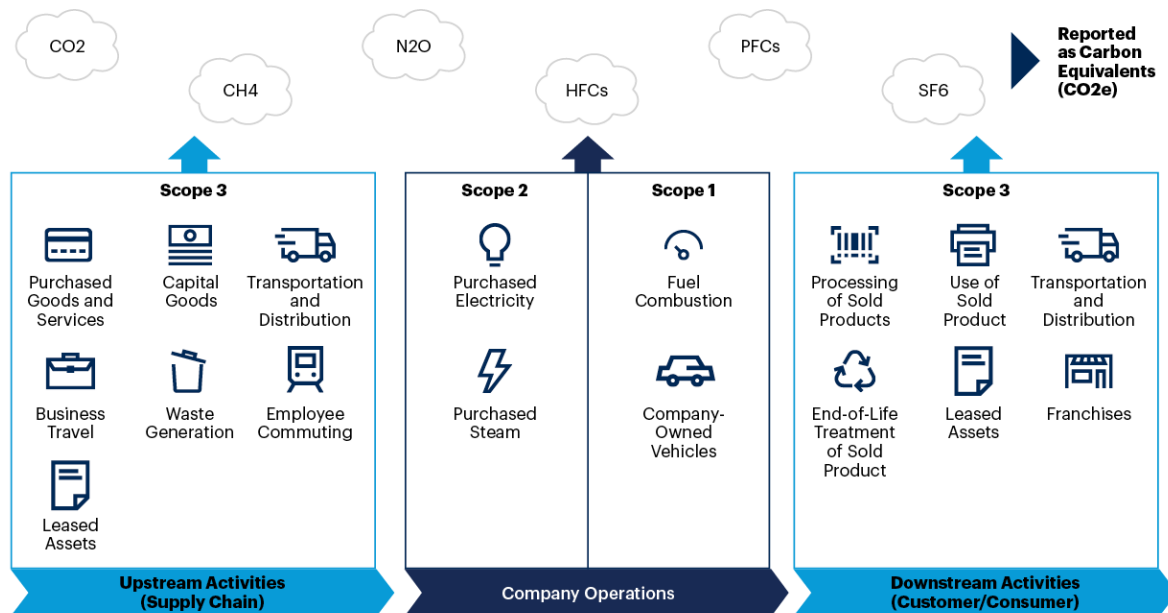 CO2
N2O
PFCs
CH4
HFCs
SF6
Reported
as Carbon
Equivalents
(CO2e)
Scope 3
Purchased
Goods and
Services
Capital
Goods
Transportation
and
Distribution
Business
Travel
Waste
Generation
Employee
Commuting
Leased
Assets
Upstream Activities
(Supply Chain)
Scope 2
Purchased
Electricity
Purchased
Steam
Scope 1
Fuel
Combustion
Company-
Owned
Vehicles
Company Operations
Scope 3
Processing
of Sold
Products
Use of
Sold
Product
Transportation
and
Distribution
End-of-Life
Treatment
of Sold
Product
Leased
Assets
Franchises
Downstream Activities
(Customer/Consumer)